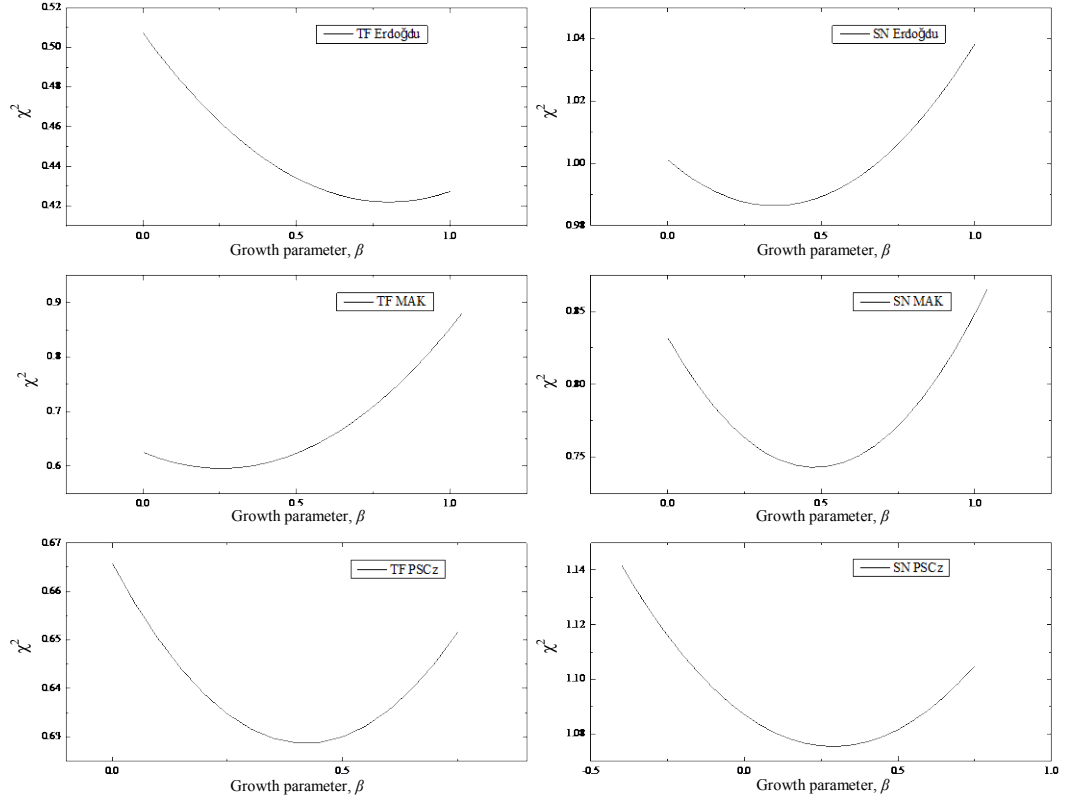 0.52
0.50
0.48
0.46
0.44
0.42
χ²
TF Erdoğdu
0.0
0.5
1.0
Growth parameter, β
1.04
1.02
1.00
0.98
χ²
SN Erdoğdu
0.0
0.5
1.0
Growth parameter, β
0.9
0.8
0.7
0.6
χ²
TF MAK
0.0
0.5
1.0
Growth parameter, β
0.85
0.80
0.75
χ²
SN MAK
0.0
0.5
1.0
Growth parameter, β
0.67
0.66
0.65
0.64
0.63
χ²
TF PSCz
0.0
0.5
Growth parameter, β
1.14
1.12
1.10
1.08
χ²
SN PSCz
-0.5
0.0
0.5
1.0
Growth parameter, β